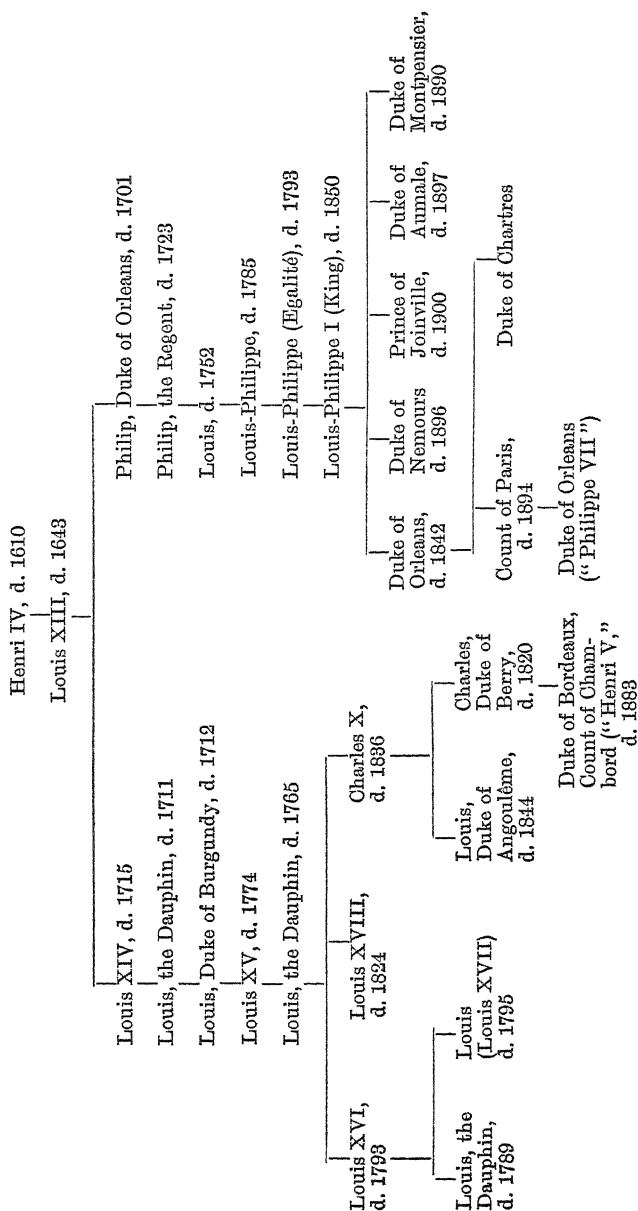 Henri IV, d. 1610
Louis XIII, d. 1643
Louis XIV, d. 1715
Louis, the Dauphin, d. 1711
Louis, Duke of Burgundy, d. 1712
Louis XV, d. 1774
Louis, the Dauphin, d. 1765
Louis XVI,
d. 1793
Louis XVIII,
d. 1824
Charles X,
d. 1836
Louis, the
Dauphin,
d. 1789
Louis
(Louis XVII)
d. 1795
Louis,
Duke of
Angoulême,
d. 1844
Charles,
Duke of
Berry,
d. 1820
Duke of Bordeaux,
Count of Cham-
bord (“Henri V,”
d. 1883
Philip, Duke of Orleans, d. 1701
Philip, the Regent, d. 1723
Louis, d. 1752
Louis-Philippe, d. 1785
Louis-Philippe (Egalité), d. 1793
Louis-Philippe I (King), d. 1850
Duke of
Orleans,
d. 1842
Duke of
Nemours
d. 1896
Prince of
Joinville,
d. 1900
Duke of
Aumale,
d. 1897
Duke of
Montpensier,
d. 1890
Count of Paris,
d. 1894
Duke of Chartres
Duke of Orleans
(“Philippe VII”)